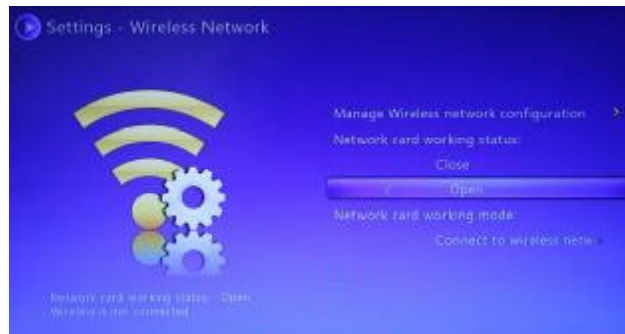 Settings - Wireless Network
Manage Wireless network configuration
Network card working status:
Close
Open
Network card working mode:
Connect to wireless netw
Network card working status: Open
Wireless is not connected